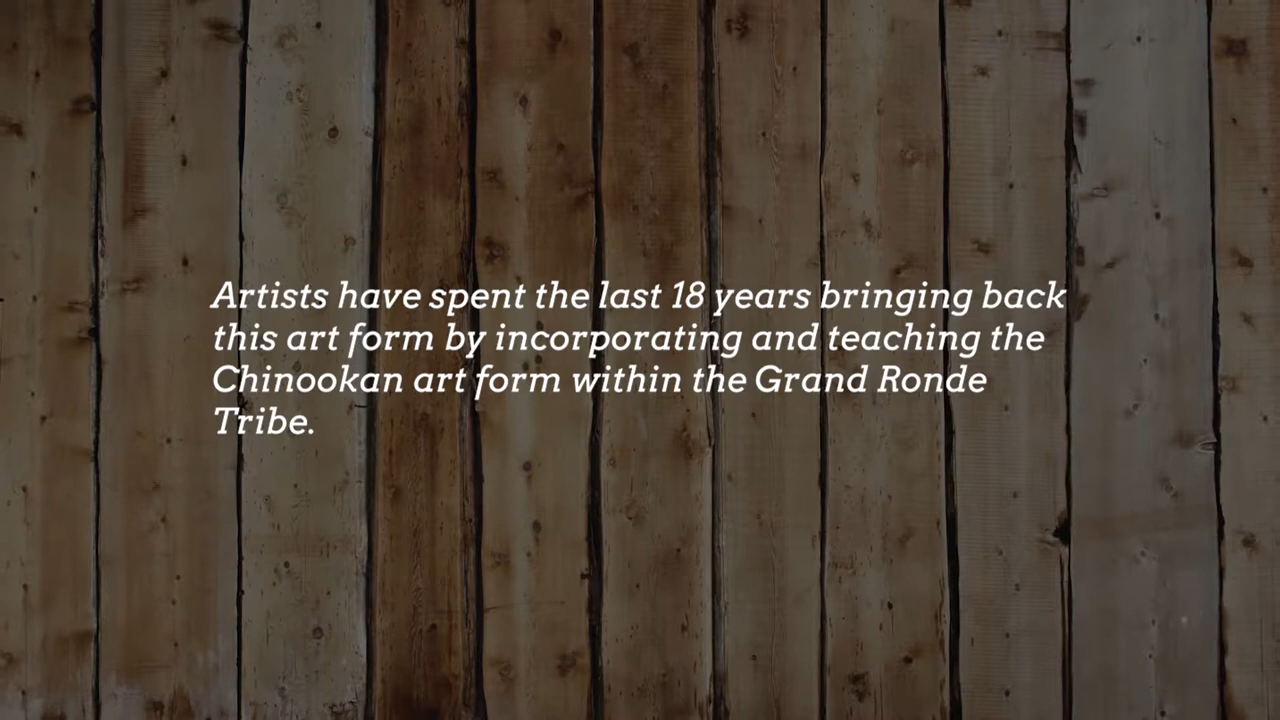 Artists have spent the last 18 years bringing back
this art form by incorporating and teaching the
Chinookan art form within the Grand Ronde
Tribe.